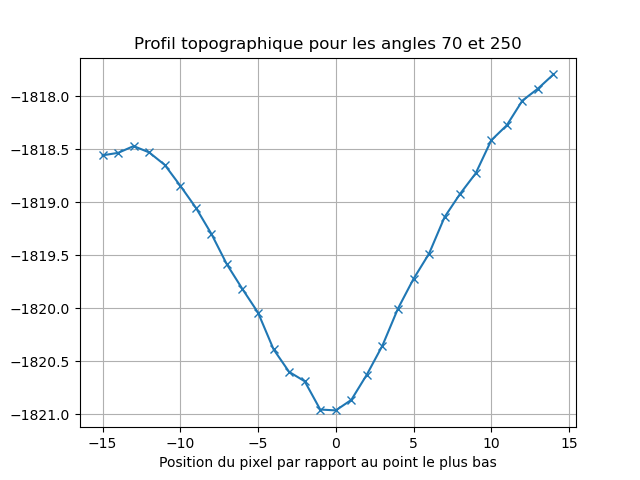 Profil topographique pour les angles 70 et 250
−1818.0
−1818.5
−1819.0
−1819.5
−1820.0
−1820.5
−1821.0
−15 −10 −5 0 5 10 15
Position du pixel par rapport au point le plus bas